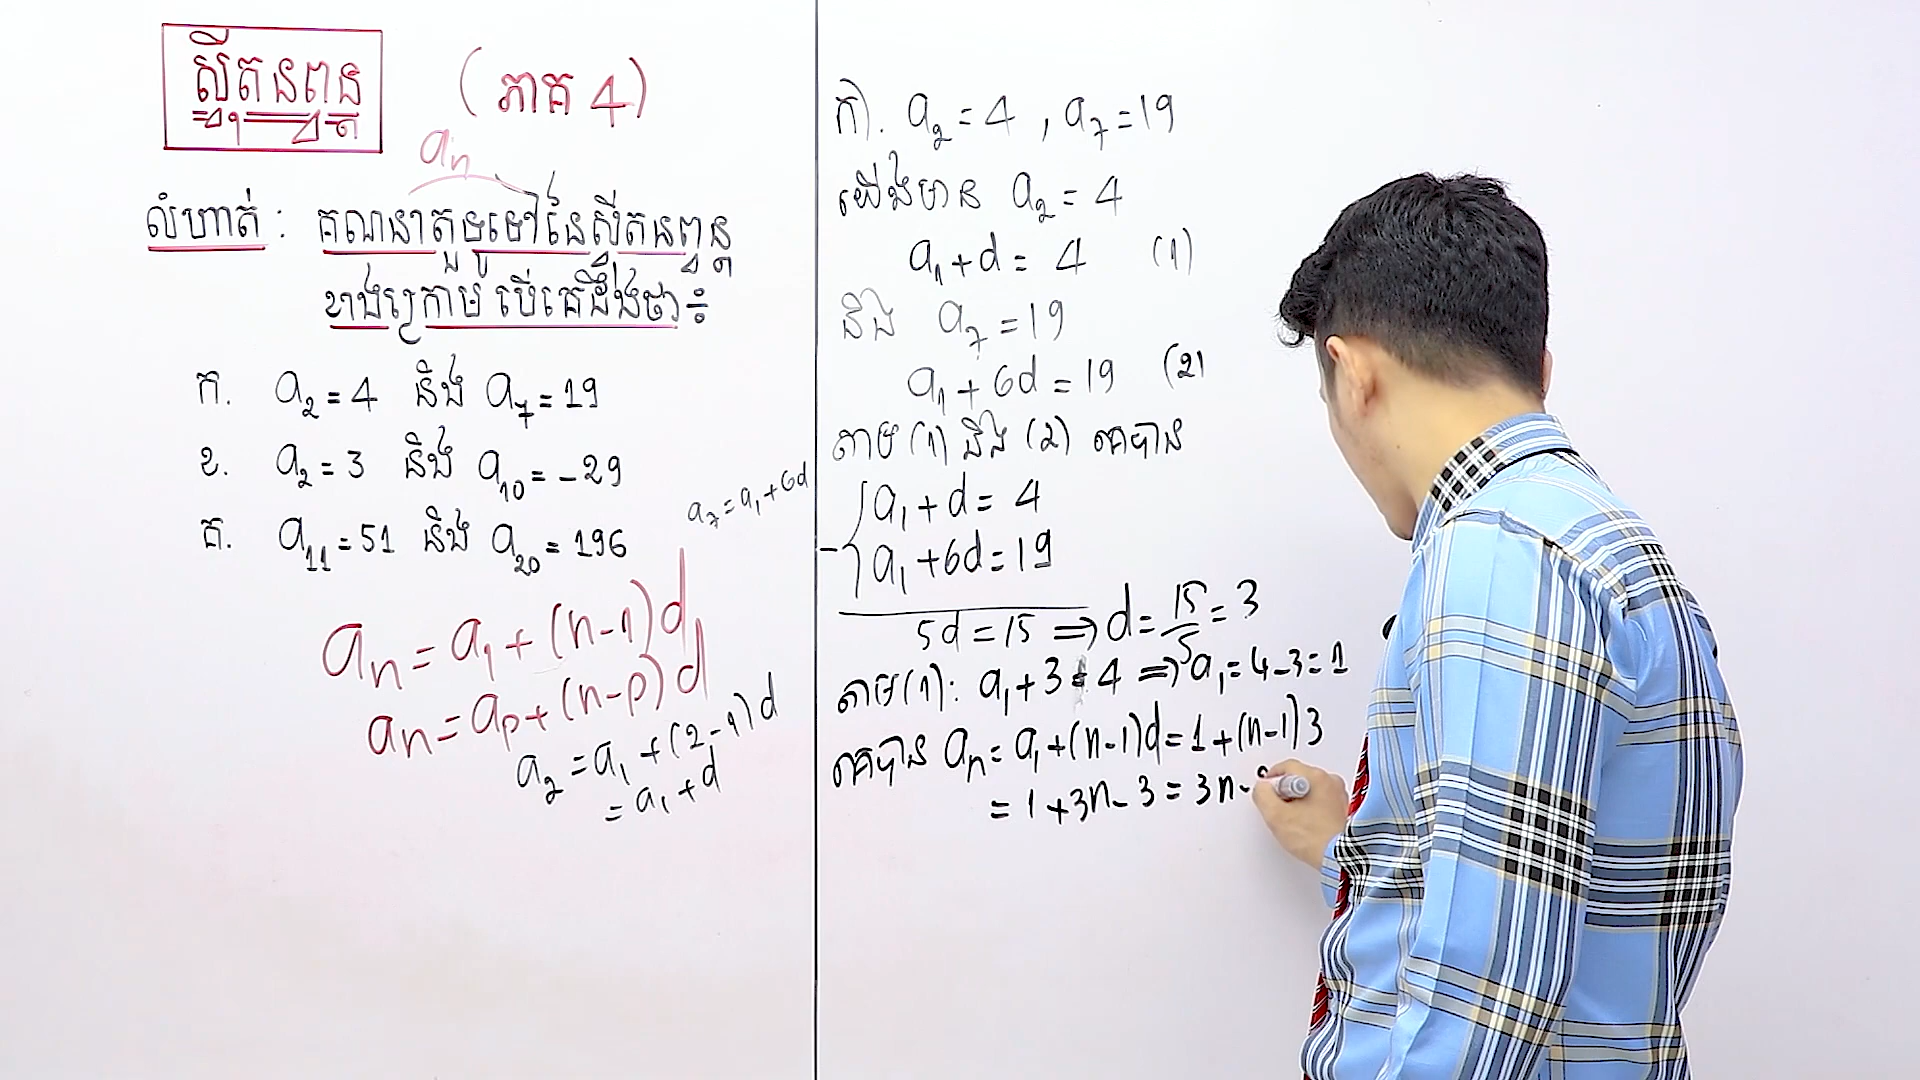 ស្វ៊ីតនព្វន្ត (ភាគ 4)
aₙ
លំហាត់ : គណនាតួទូទៅនៃស្វ៊ីតនព្វន្ត
ខាងក្រោម បើគេដឹងថា ÷
ក. a₂ = 4 និង a₇ = 19
ខ. a₂ = 3 និង a₁₀ = -29
គ. a₁₁ = 51 និង a₂₀ = 196
a₇ = a₁ + 6d
aₙ = a₁ + (n-1)d
aₙ = aₚ + (n-p)d
a₂ = a₁ + (2-1)d
= a₁ + d
ក). a₂ = 4 , a₇ = 19
យើងមាន a₂ = 4
a₁ + d = 4 (1)
និង a₇ = 19
a₁ + 6d = 19 (2)
តាម (1) និង (2) គេបាន
a₁ + d = 4
- { a₁ + 6d = 19
5d = 15 ⇒ d = 15/5 = 3
តាម (1): a₁ + 3 = 4 ⇒ a₁ = 4 - 3 = 1
គេបាន aₙ = a₁ + (n-1)d = 1 + (n-1)3
= 1 + 3n - 3 = 3n -